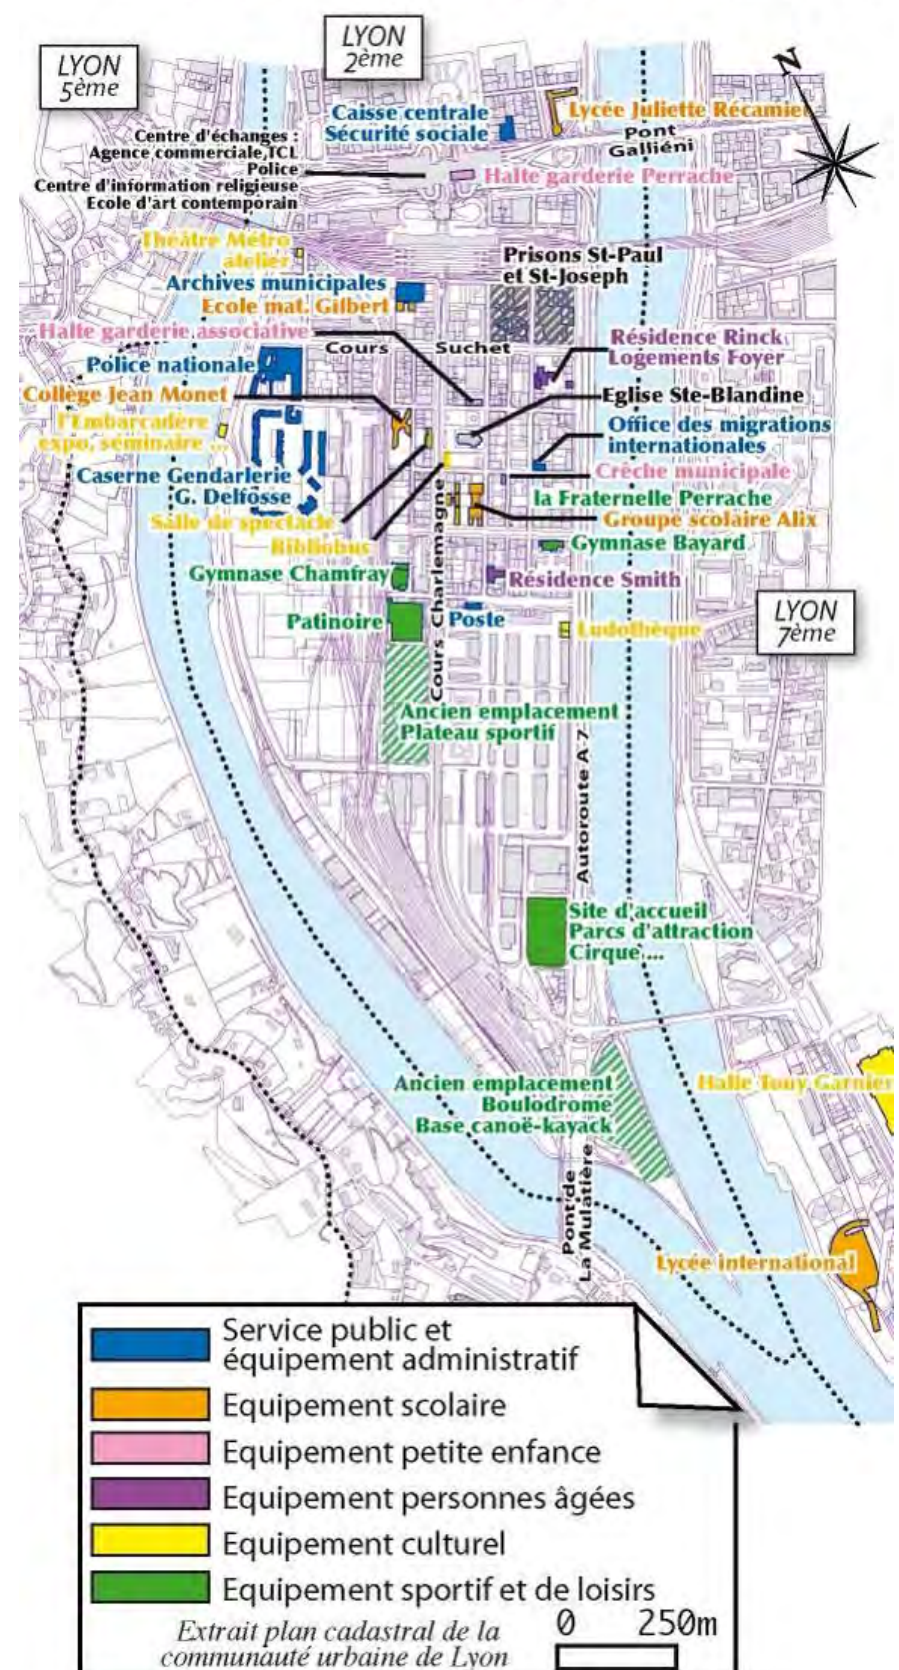 LYON
2ème
LYON
5ème
N
Caisse centrale
Sécurité sociale
Lycée Juliette Récamier
Pont
Galliéni
Centre d'échanges :
Agence commerciale,TCL
Police
Centre d'information religieuse
Ecole d'art contemporain
Halte garderie Perrache
Théâtre Métro
atelier
Prisons St-Paul
et St-Joseph
Archives municipales
Ecole mat. Gilbert
Halte garderie associative
Cours Suchet
Résidence Rinck
Logements Foyer
Police nationale
Collège Jean Monet
Eglise Ste-Blandine
l'Embarcadère
expo, séminaire ...
Office des migrations
internationales
Caserne Gendarlerie
G. Delfosse
Crêche municipale
la Fraternelle Perrache
Salle de spectacle
Groupe scolaire Alix
Bibliobus
Gymnase Bayard
Gymnase Chamfray
Résidence Smith
Cours Charlemagne
Patinoire
Poste
Ludothèque
LYON
7ème
Ancien emplacement
Plateau sportif
Autoroute A 7
Site d'accueil
Parcs d'attraction
Cirque ...
Ancien emplacement
Boulodrome
Base canoë-kayack
Halle Touy Garnier
Pont de
La Mulatière
Lycée international
Service public et
équipement administratif
Equipement scolaire
Equipement petite enfance
Equipement personnes âgées
Equipement culturel
Equipement sportif et de loisirs
Extrait plan cadastral de la
communauté urbaine de Lyon
0 250m